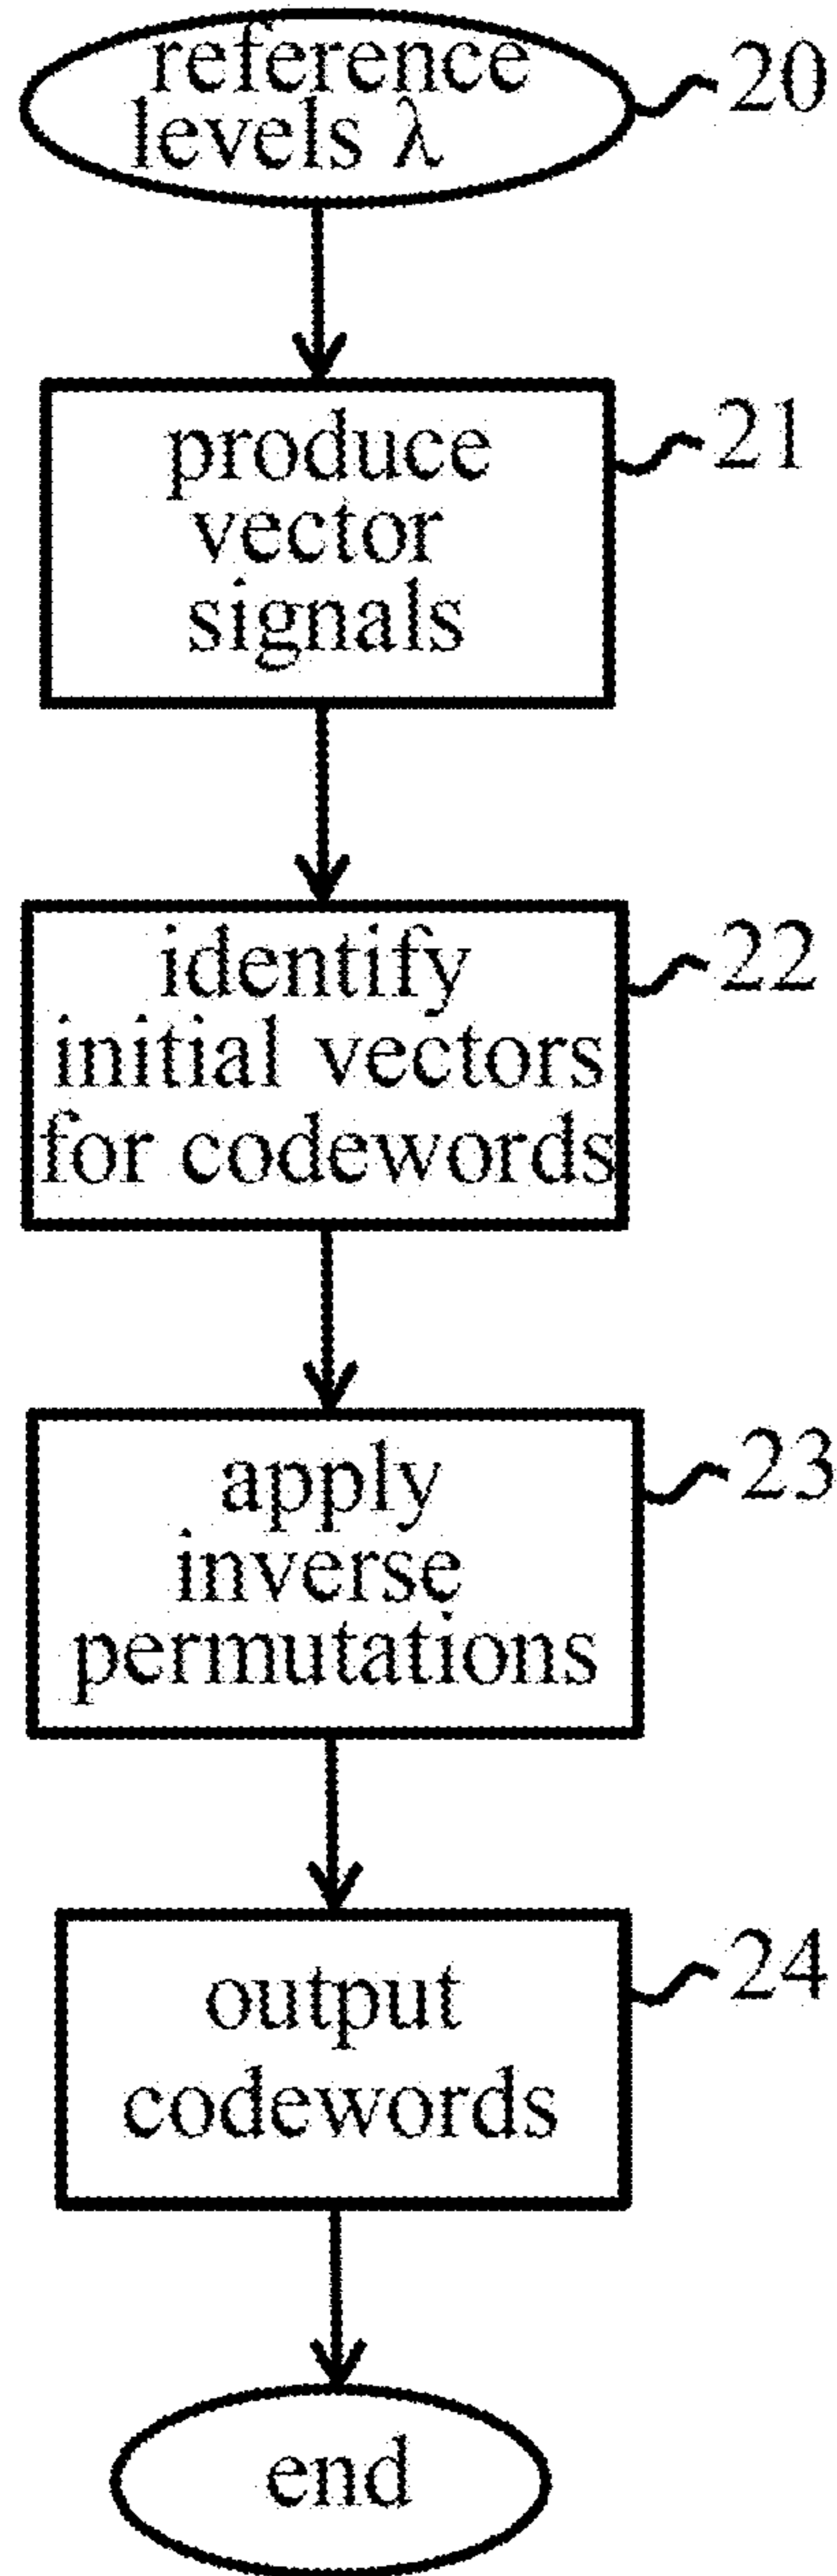 reference
levels λ
20
produce
vector
signals
21
identify
initial vectors
for codewords
22
apply
inverse
permutations
23
output
codewords
24
end